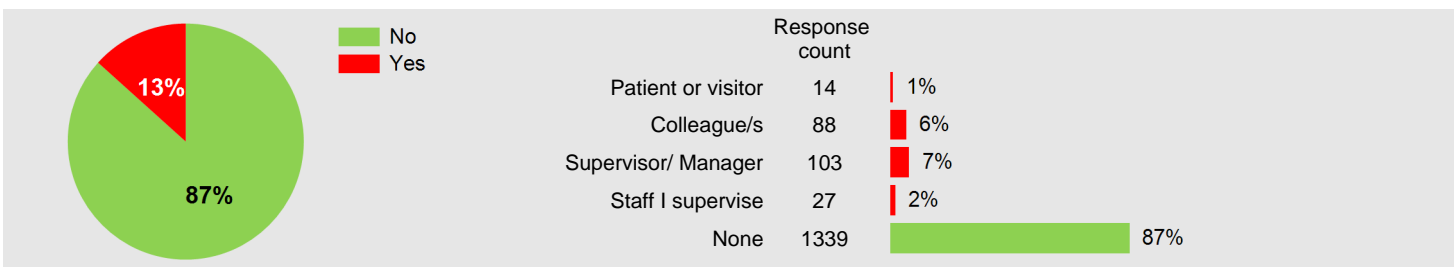 No
Yes
13%
87%
Response
count
Patient or visitor 14 1%
Colleague/s 88 6%
Supervisor/ Manager 103 7%
Staff I supervise 27 2%
None 1339 87%